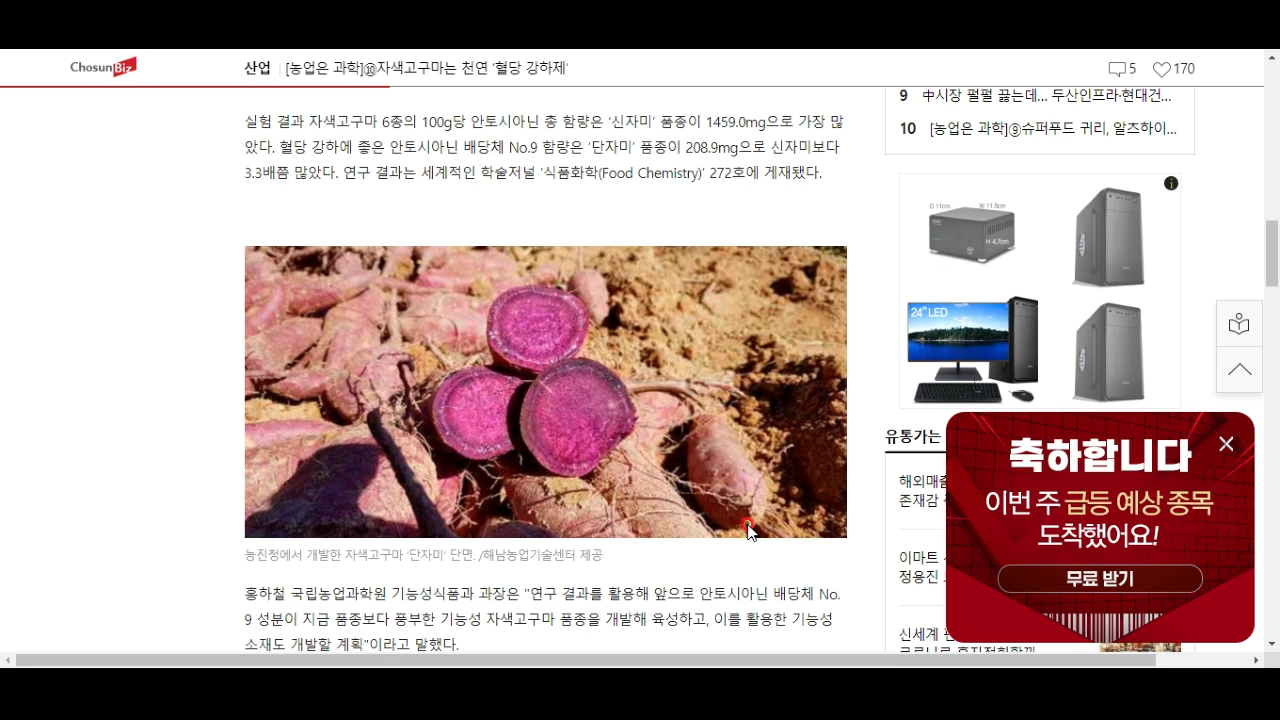 ChosunBiz
산업 [농업은 과학]⑩자색고구마는 천연 '혈당 강하제'
5 170
실험 결과 자색고구마 6종의 100g당 안토시아닌 총 함량은 '신자미' 품종이 1459.0mg으로 가장 많
았다. 혈당 강하에 좋은 안토시아닌 배당체 No.9 함량은 '단자미' 품종이 208.9mg으로 신자미보다
3.3배쯤 많았다. 연구 결과는 세계적인 학술저널 '식품화학(Food Chemistry)' 272호에 게재됐다.
농진청에서 개발한 자색고구마 '단자미' 단면. /해남농업기술센터 제공
홍하철 국립농업과학원 기능성식품과 과장은 "연구 결과를 활용해 앞으로 안토시아닌 배당체 No.
9 성분이 지금 품종보다 풍부한 기능성 자색고구마 품종을 개발해 육성하고, 이를 활용한 기능성
소재도 개발할 계획"이라고 말했다.
9 中시장 펄펄 끓는데... 두산인프라·현대건...
10 [농업은 과학]⑨슈퍼푸드 귀리, 알츠하이...
D 11cm W 11.5cm
H 4.7cm
24" LED
유통가는
해외매출
존재감
이마트
정용진
신세계
축하합니다
이번 주 급등 예상 종목
도착했어요!
무료 받기